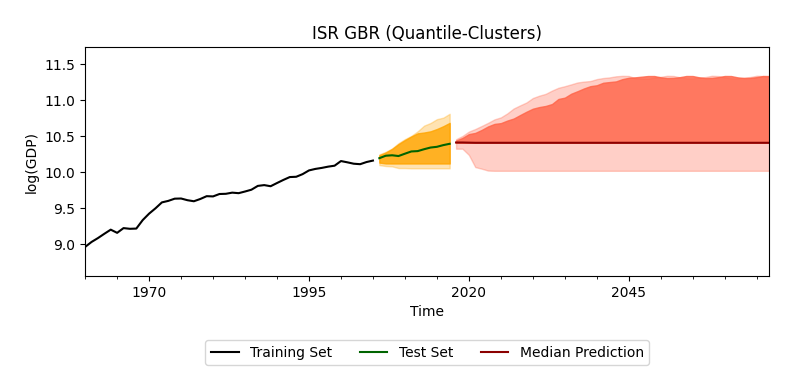 ISR GBR (Quantile-Clusters)
11.5
11.0
10.5
10.0
9.5
9.0
log(GDP)
1970 1995 2020 2045
Time
Training Set Test Set Median Prediction